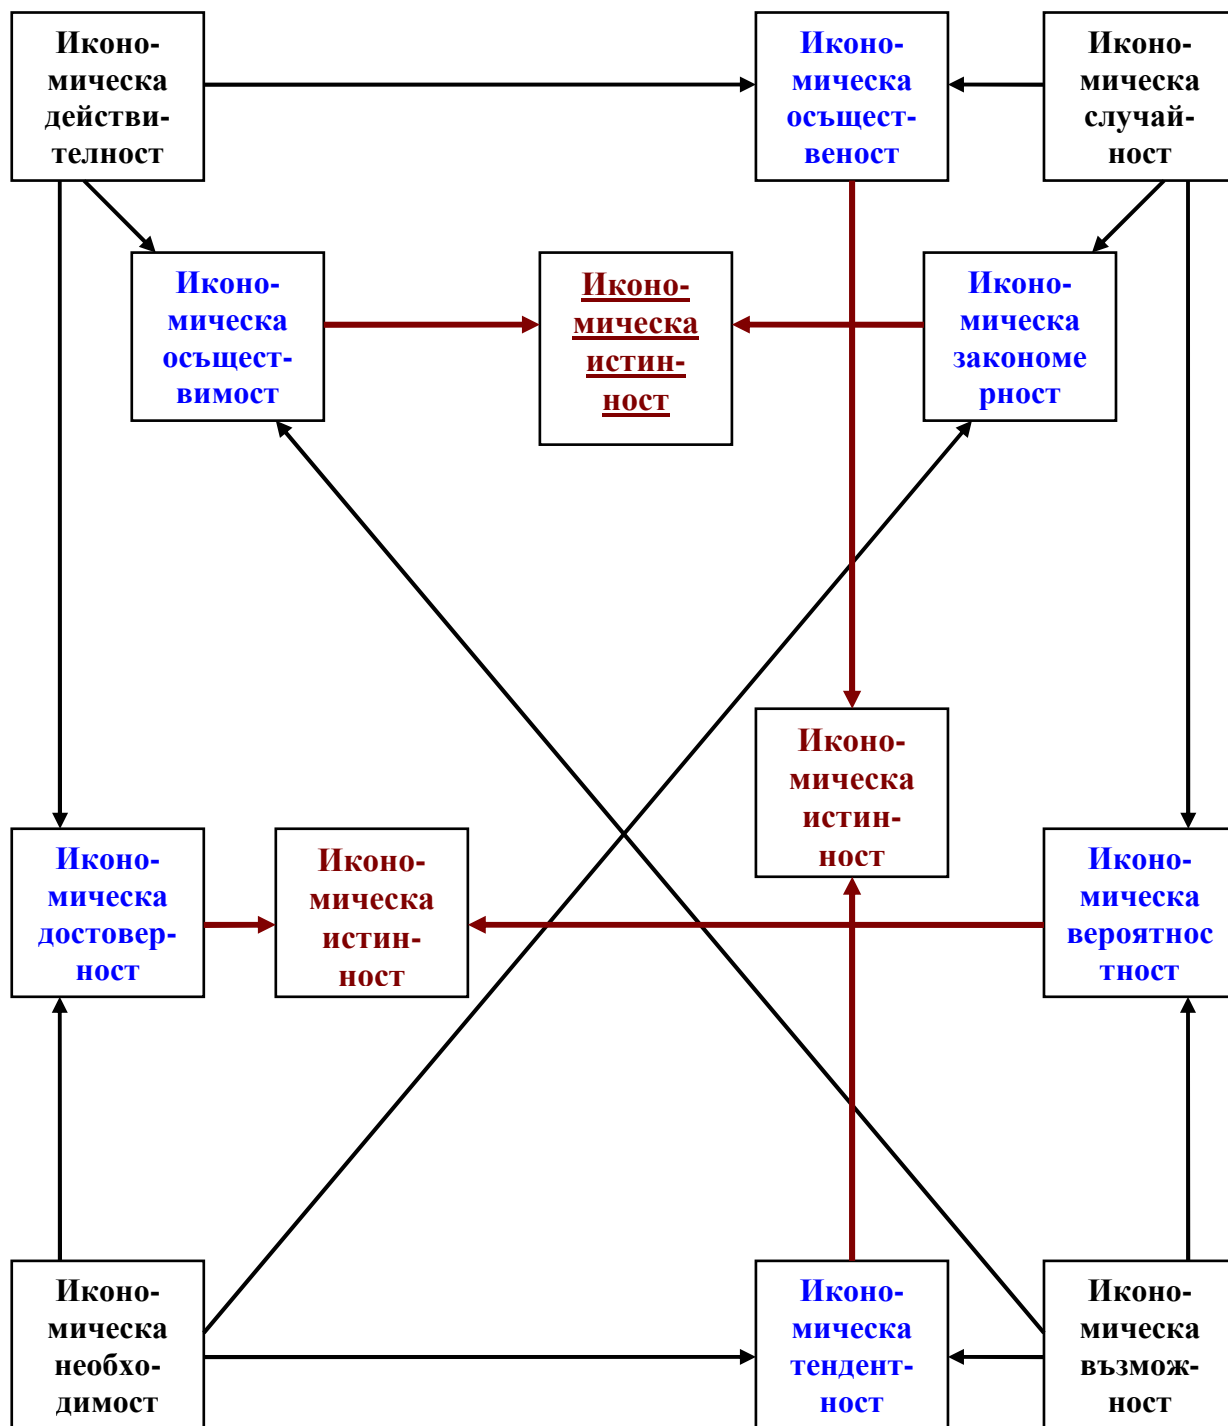 Иконо-
мическа
действи-
телност
Иконо-
мическа
осъщест-
веност
Иконо-
мическа
случай-
ност
Иконо-
мическа
осъщест-
вимост
Иконо-
мическа
истин-
ност
Иконо-
мическа
закономе
рност
Иконо-
мическа
истин-
ност
Иконо-
мическа
достовер-
ност
Иконо-
мическа
истин-
ност
Иконо-
мическа
вероятнос
тност
Иконо-
мическа
необхо-
димост
Иконо-
мическа
тендент-
ност
Иконо-
мическа
възмож-
ност